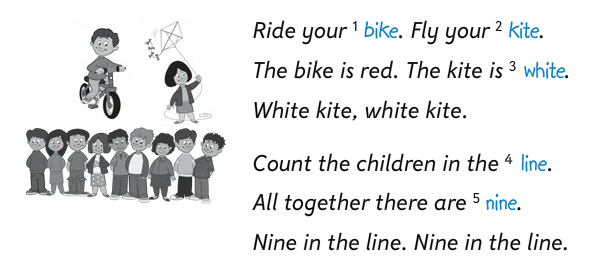 Ride your 1 bike. Fly your 2 kite.
The bike is red. The kite is 3 white.
White kite, white kite.
Count the children in the 4 line.
All together there are 5 nine.
Nine in the line. Nine in the line.